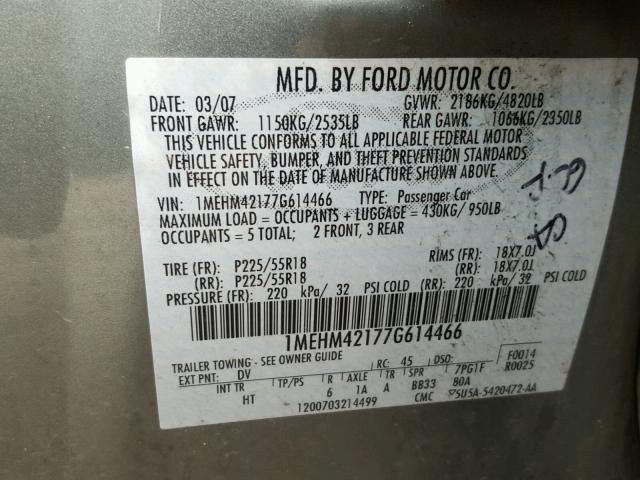 MFD. BY FORD MOTOR CO.
DATE: 03/07 GVWR: 2186KG/4820LB
FRONT GAWR: 1150KG/2535LB REAR GAWR: 1066KG/2350LB
THIS VEHICLE CONFORMS TO ALL APPLICABLE FEDERAL MOTOR
VEHICLE SAFETY, BUMPER, AND THEFT PREVENTION STANDARDS
IN EFFECT ON THE DATE OF MANUFACTURE SHOWN ABOVE.
VIN: 1MEHM42177G614466 TYPE: Passenger Car
MAXIMUM LOAD = OCCUPANTS + LUGGAGE = 430KG/ 950LB
OCCUPANTS = 5 TOTAL; 2 FRONT, 3 REAR
TIRE (FR): P225/55R18 RIMS (FR): 18X7.0J
(RR): P225/55R18 (RR): 18X7.0J
PRESSURE (FR): 220 kPa/ 32 PSI COLD (RR): 220 kPa/ 32 PSI COLD
1MEHM42177G614466
TRAILER TOWING - SEE OWNER GUIDE
EXT PNT: DV RC: 45 DSO: F0014
INT TR TP/PS R AXLE TR SPR 7PG1F R0025
HT 6 1A A BB33 80A
1200703214499 CMC 5U5A-5420472-AA